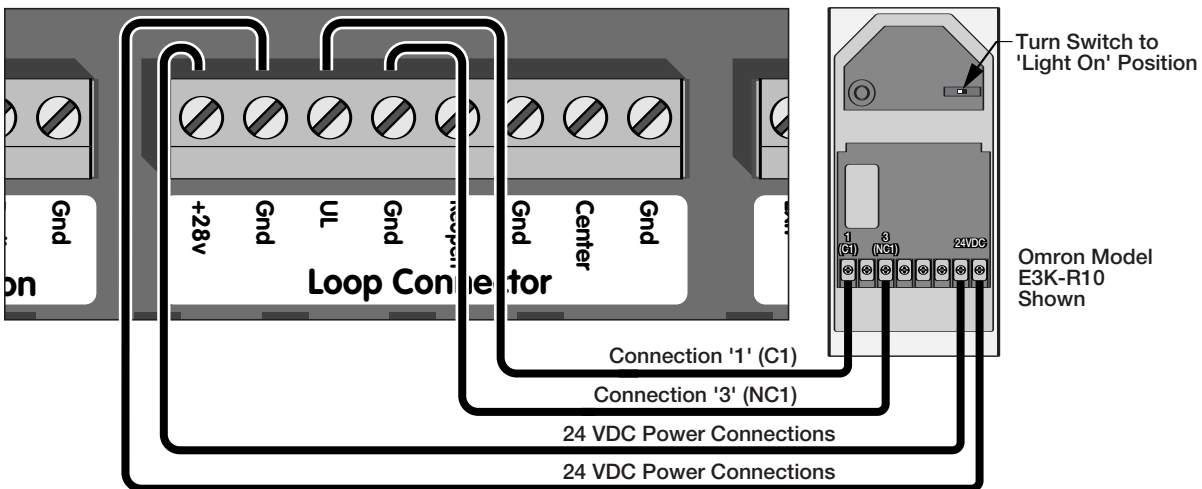 Turn Switch to
'Light On' Position
Gnd
+28v
Gnd
UL
Gnd
Gnd
Center
Gnd
on
Loop Connector
1
(C1)
3
(NC1)
24VDC
Omron Model
E3K-R10
Shown
Connection '1' (C1)
Connection '3' (NC1)
24 VDC Power Connections
24 VDC Power Connections